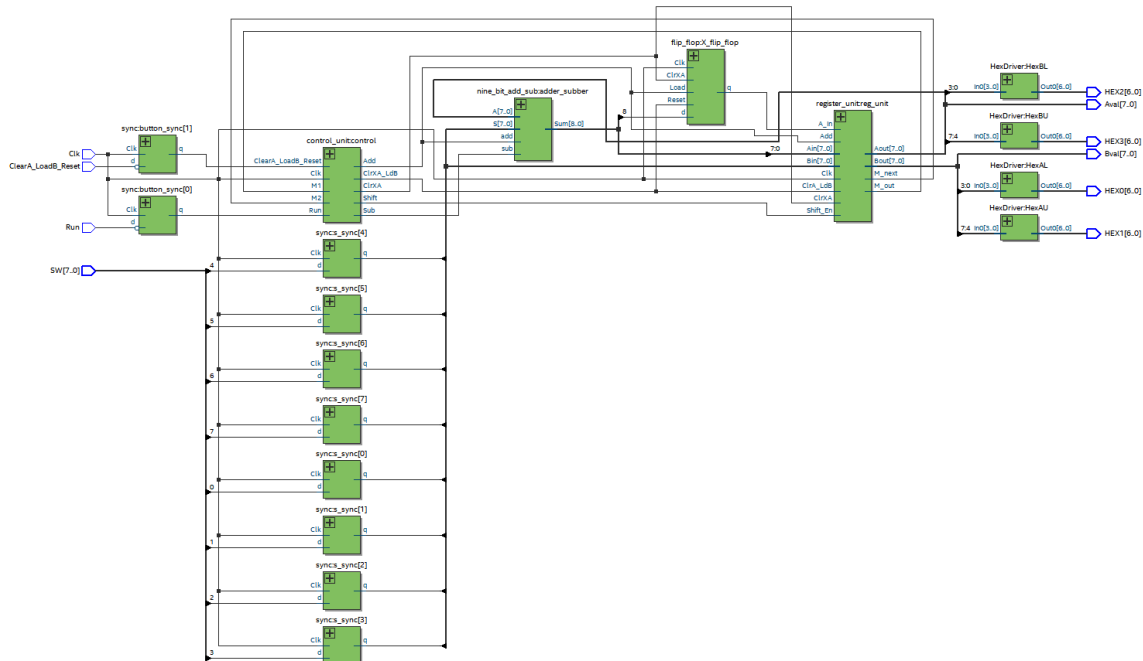 flip_flop:X_flip_flop
Clk
ClrXA
Load
Reset
d
q
8
HexDriver:HexBL
3:0 In0[3..0] Out0[6..0]
HEX2[6..0]
Aval[7..0]
nine_bit_add_sub:adder_subber
A[7..0]
S[7..0]
add
sub
Sum[8..0]
register_unit:reg_unit
A_In
Add
Ain[7..0]
Bin[7..0]
Clk
ClrA_LdB
ClrXA
Shift_En
Aout[7..0]
Bout[7..0]
M_next
M_out
7:0
HexDriver:HexBU
7:4 In0[3..0] Out0[6..0]
HEX3[6..0]
Bval[7..0]
HexDriver:HexAL
3:0 In0[3..0] Out0[6..0]
HEX0[6..0]
HexDriver:HexAU
7:4 In0[3..0] Out0[6..0]
HEX1[6..0]
sync:button_sync[1]
Clk
ClearA_LoadB_Reset
Clk
d
q
control_unit:control
ClearA_LoadB_Reset
Clk
M1
M2
Run
Add
ClrXA_LdB
ClrXA
Shift
Sub
sync:button_sync[0]
Run
Clk
d
q
SW[7..0]
sync:s_sync[4]
Clk q
4 d
sync:s_sync[5]
Clk q
5 d
sync:s_sync[6]
Clk q
6 d
sync:s_sync[7]
Clk q
7 d
sync:s_sync[0]
Clk q
0 d
sync:s_sync[1]
Clk q
1 d
sync:s_sync[2]
Clk q
2 d
sync:s_sync[3]
Clk q
3 d